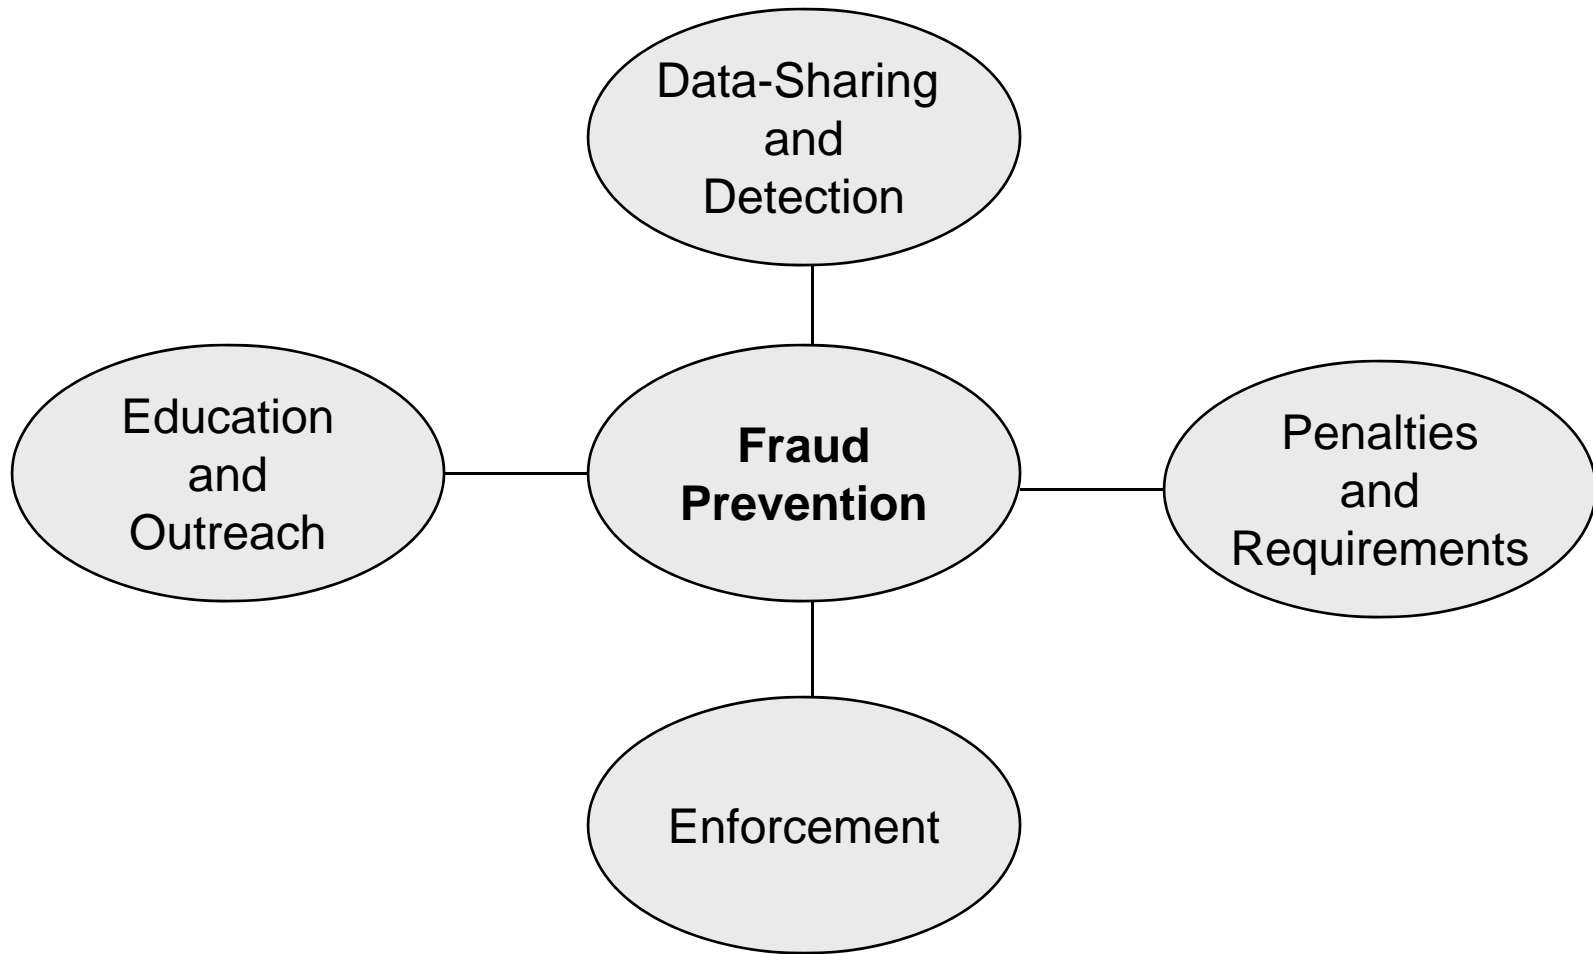 Data-Sharing
and
Detection
Education
and
Outreach
Fraud
Prevention
Penalties
and
Requirements
Enforcement